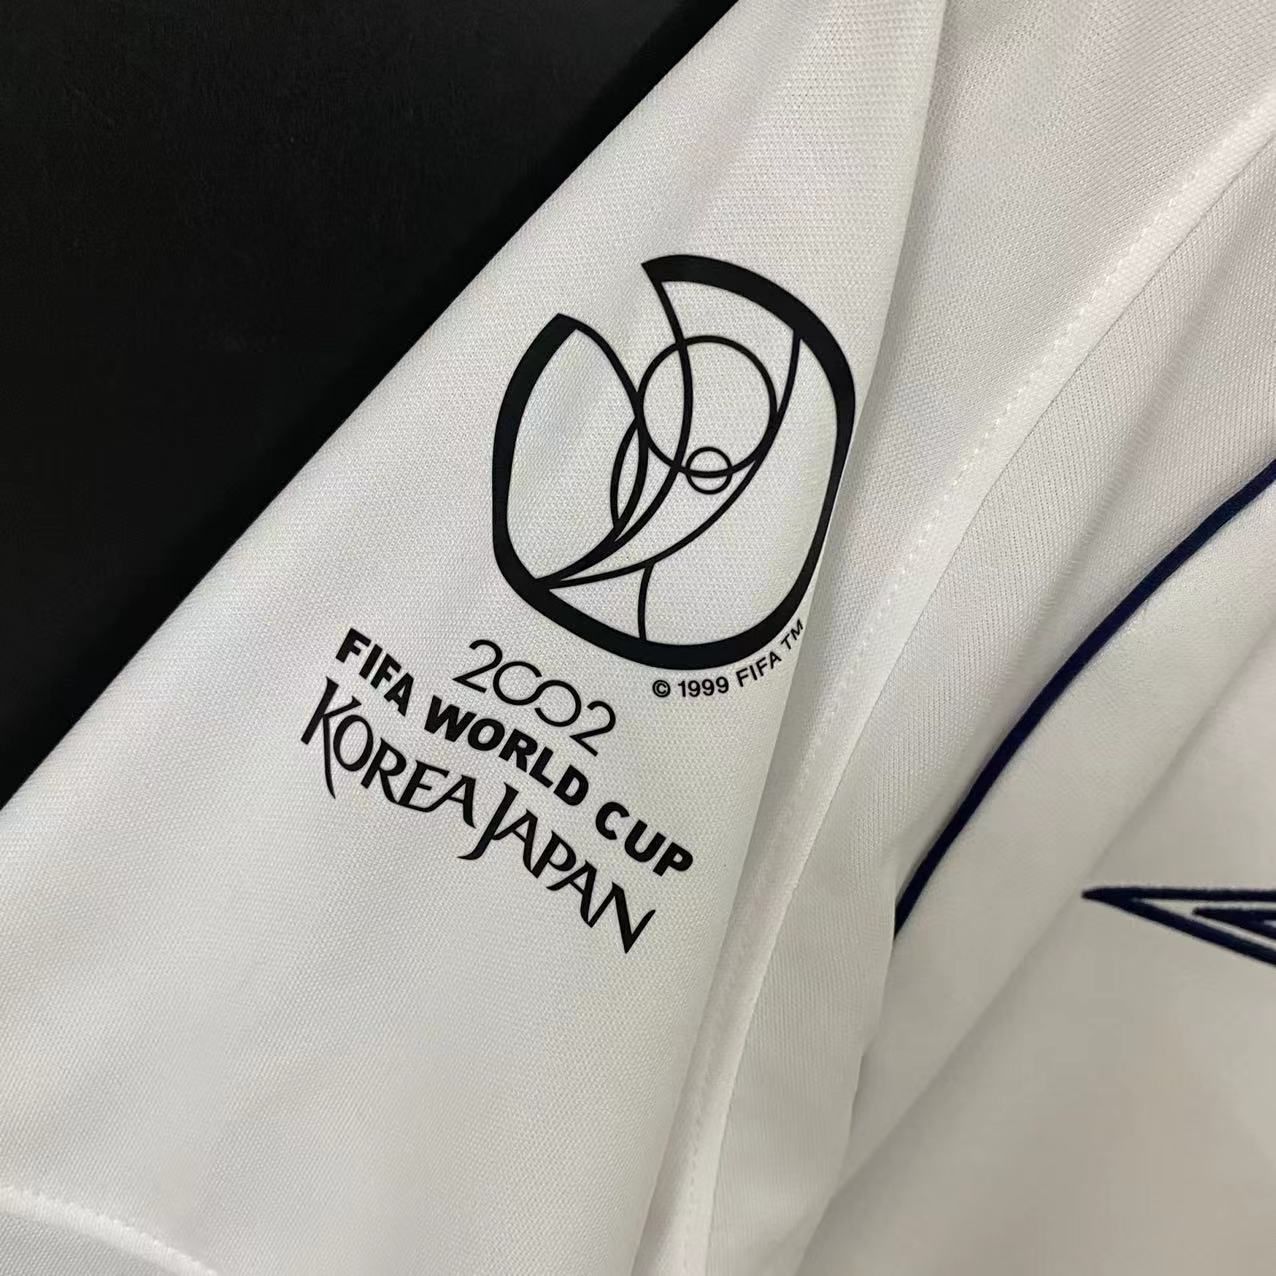 © 1999 FIFA TM
2002
FIFA WORLD CUP
KOREA JAPAN